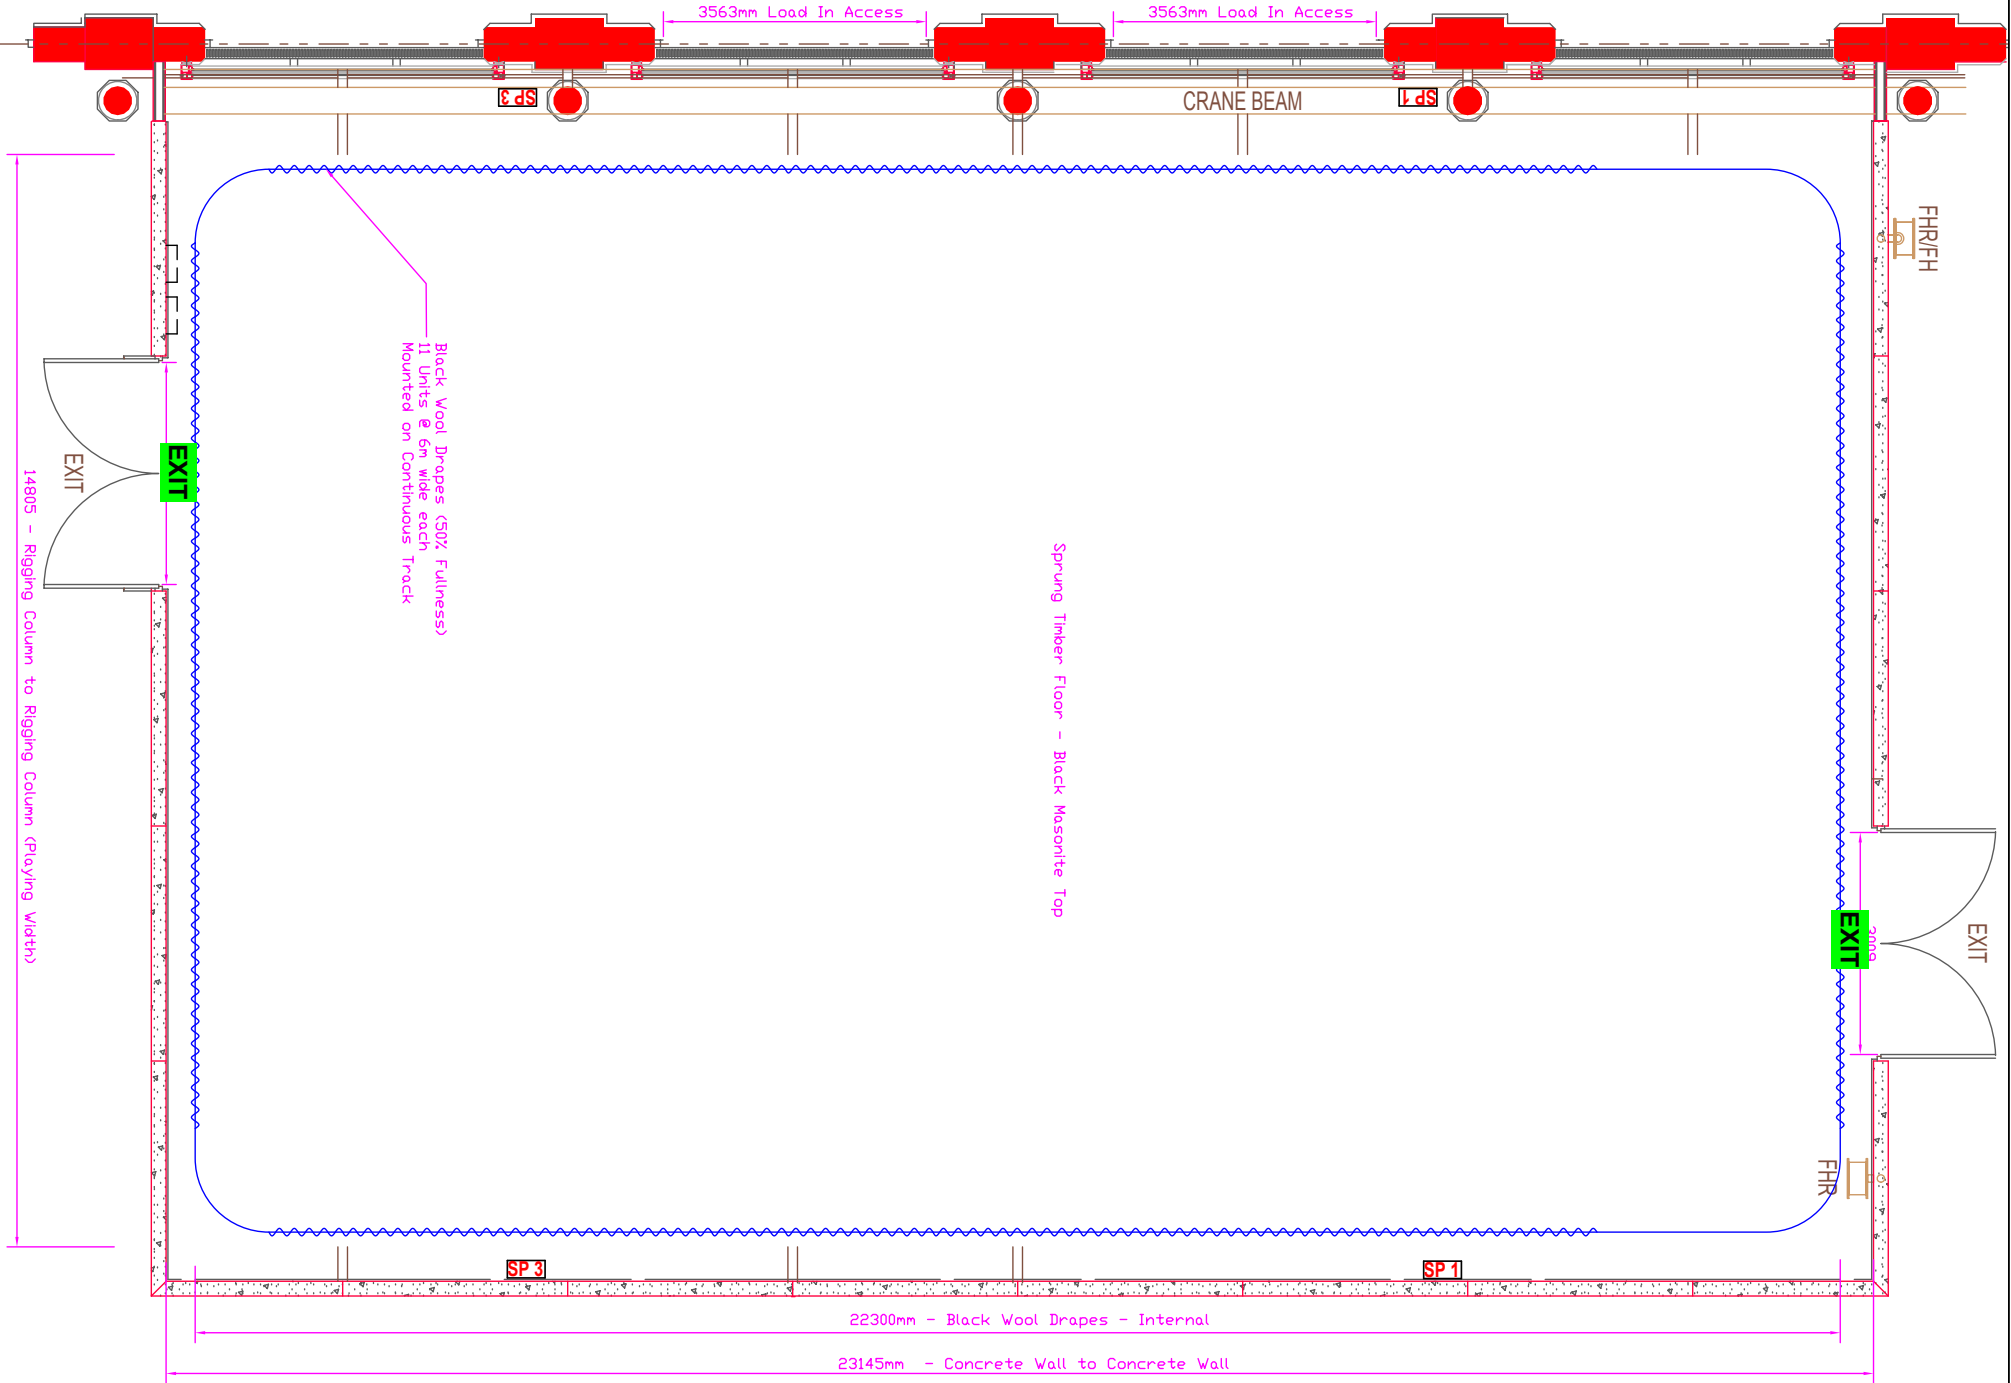 3563mm Load In Access
3563mm Load In Access
SP 3
CRANE BEAM
SP 1
FHR/FH
Black Wool Drapes (50% Fullness)
11 Units @ 6m wide each
Mounted on Continuous Track
EXIT
EXIT
14805 - Rigging Column to Rigging Column (Playing Width)
Sprung Timber Floor - Black Masonite Top
EXIT
EXIT
FHR
SP 3
SP 1
22300mm - Black Wool Drapes - Internal
23145mm - Concrete Wall to Concrete Wall